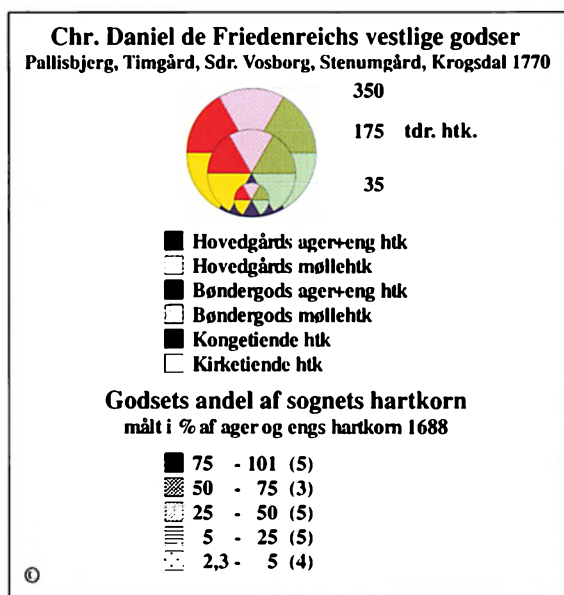 Chr. Daniel de Friedenreichs vestlige godser
Pallisbjerg, Timgård, Sdr. Vosborg, Stenumgård, Krogsdal 1770
350
175 tdr. htk.
35
Hovedgårds ager+eng htk
Hovedgårds møllehtk
Bøndergods ager+eng htk
Bøndergods møllehtk
Kongetiende htk
Kirketiende htk
Godsets andel af sognets hartkorn
målt i % af ager og engs hartkorn 1688
75 - 101 (5)
50 - 75 (3)
25 - 50 (5)
5 - 25 (5)
2,3 - 5 (4)
©